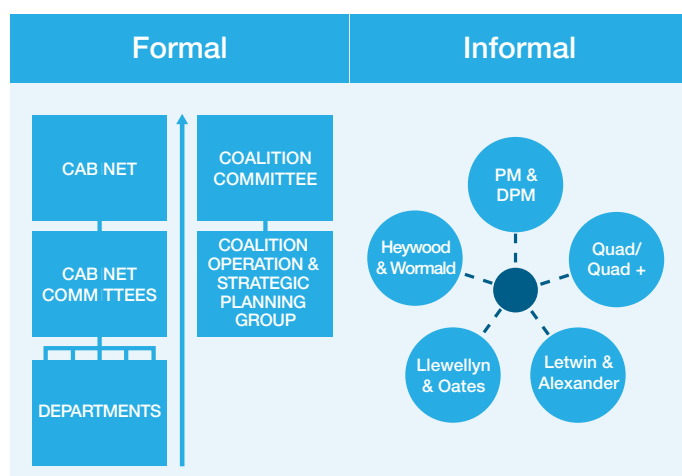 Formal
Informal
CABINET
COALITION
COMMITTEE
CABINET
COMMITTEES
COALITION
OPERATION &
STRATEGIC
PLANNING
GROUP
DEPARTMENTS
PM &
DPM
Heywood
& Wormald
Quad/
Quad +
Llewellyn
& Oates
Letwin &
Alexander